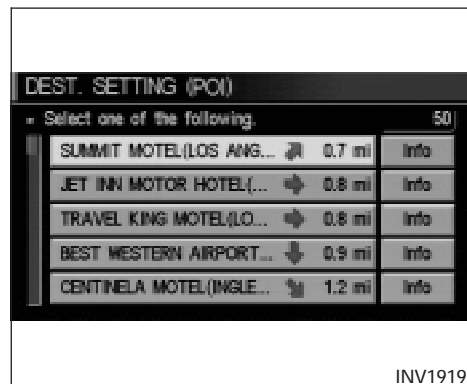 DEST. SETTING (POI)
Select one of the following. 50
SUMMIT MOTEL(LOS ANG... 0.7 mi Info
JET INN MOTOR HOTEL(... 0.8 mi Info
TRAVEL KING MOTEL(LO... 0.8 mi Info
BEST WESTERN AIRPORT... 0.9 mi Info
CENTINELA MOTEL(INGLE... 1.2 mi Info
INV1919